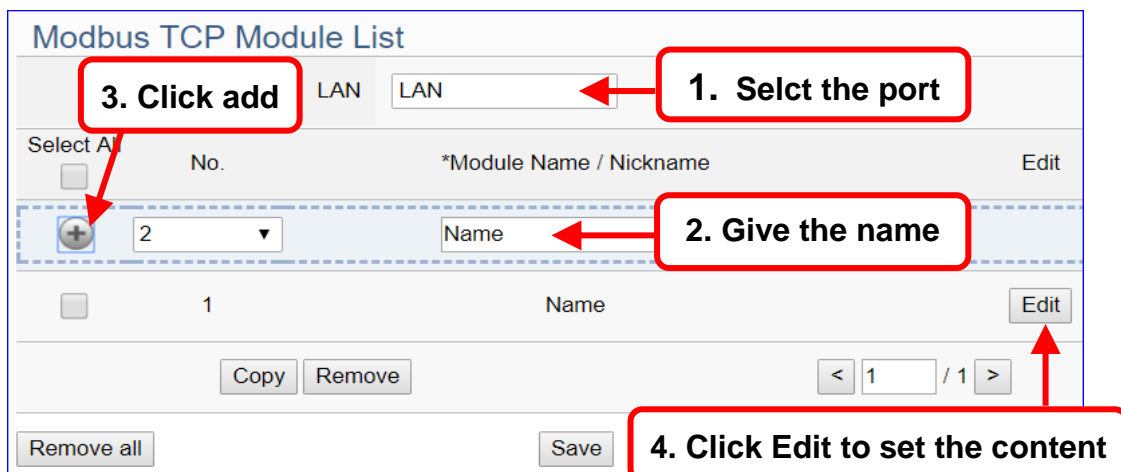 Modbus TCP Module List
3. Click add
LAN LAN
1. Selct the port
Select All No. *Module Name / Nickname Edit
2 Name
2. Give the name
1 Name Edit
Copy Remove < 1 / 1 >
Remove all Save
4. Click Edit to set the content